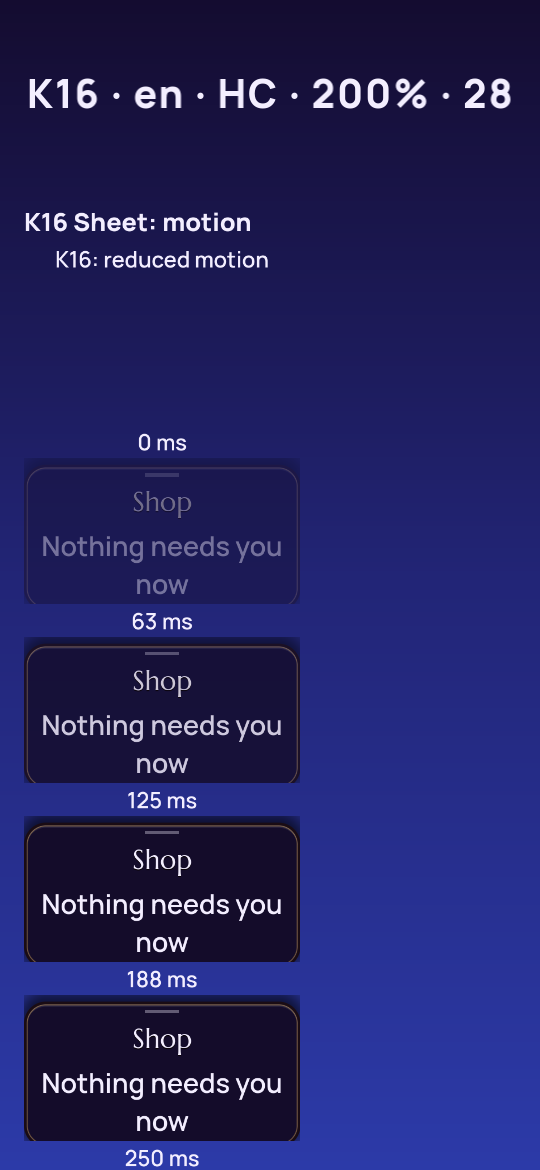 K16 · en · HC · 200% · 28
K16 Sheet: motion
K16: reduced motion
0 ms
Shop
Nothing needs you
now
63 ms
Shop
Nothing needs you
now
125 ms
Shop
Nothing needs you
now
188 ms
Shop
Nothing needs you
now
250 ms